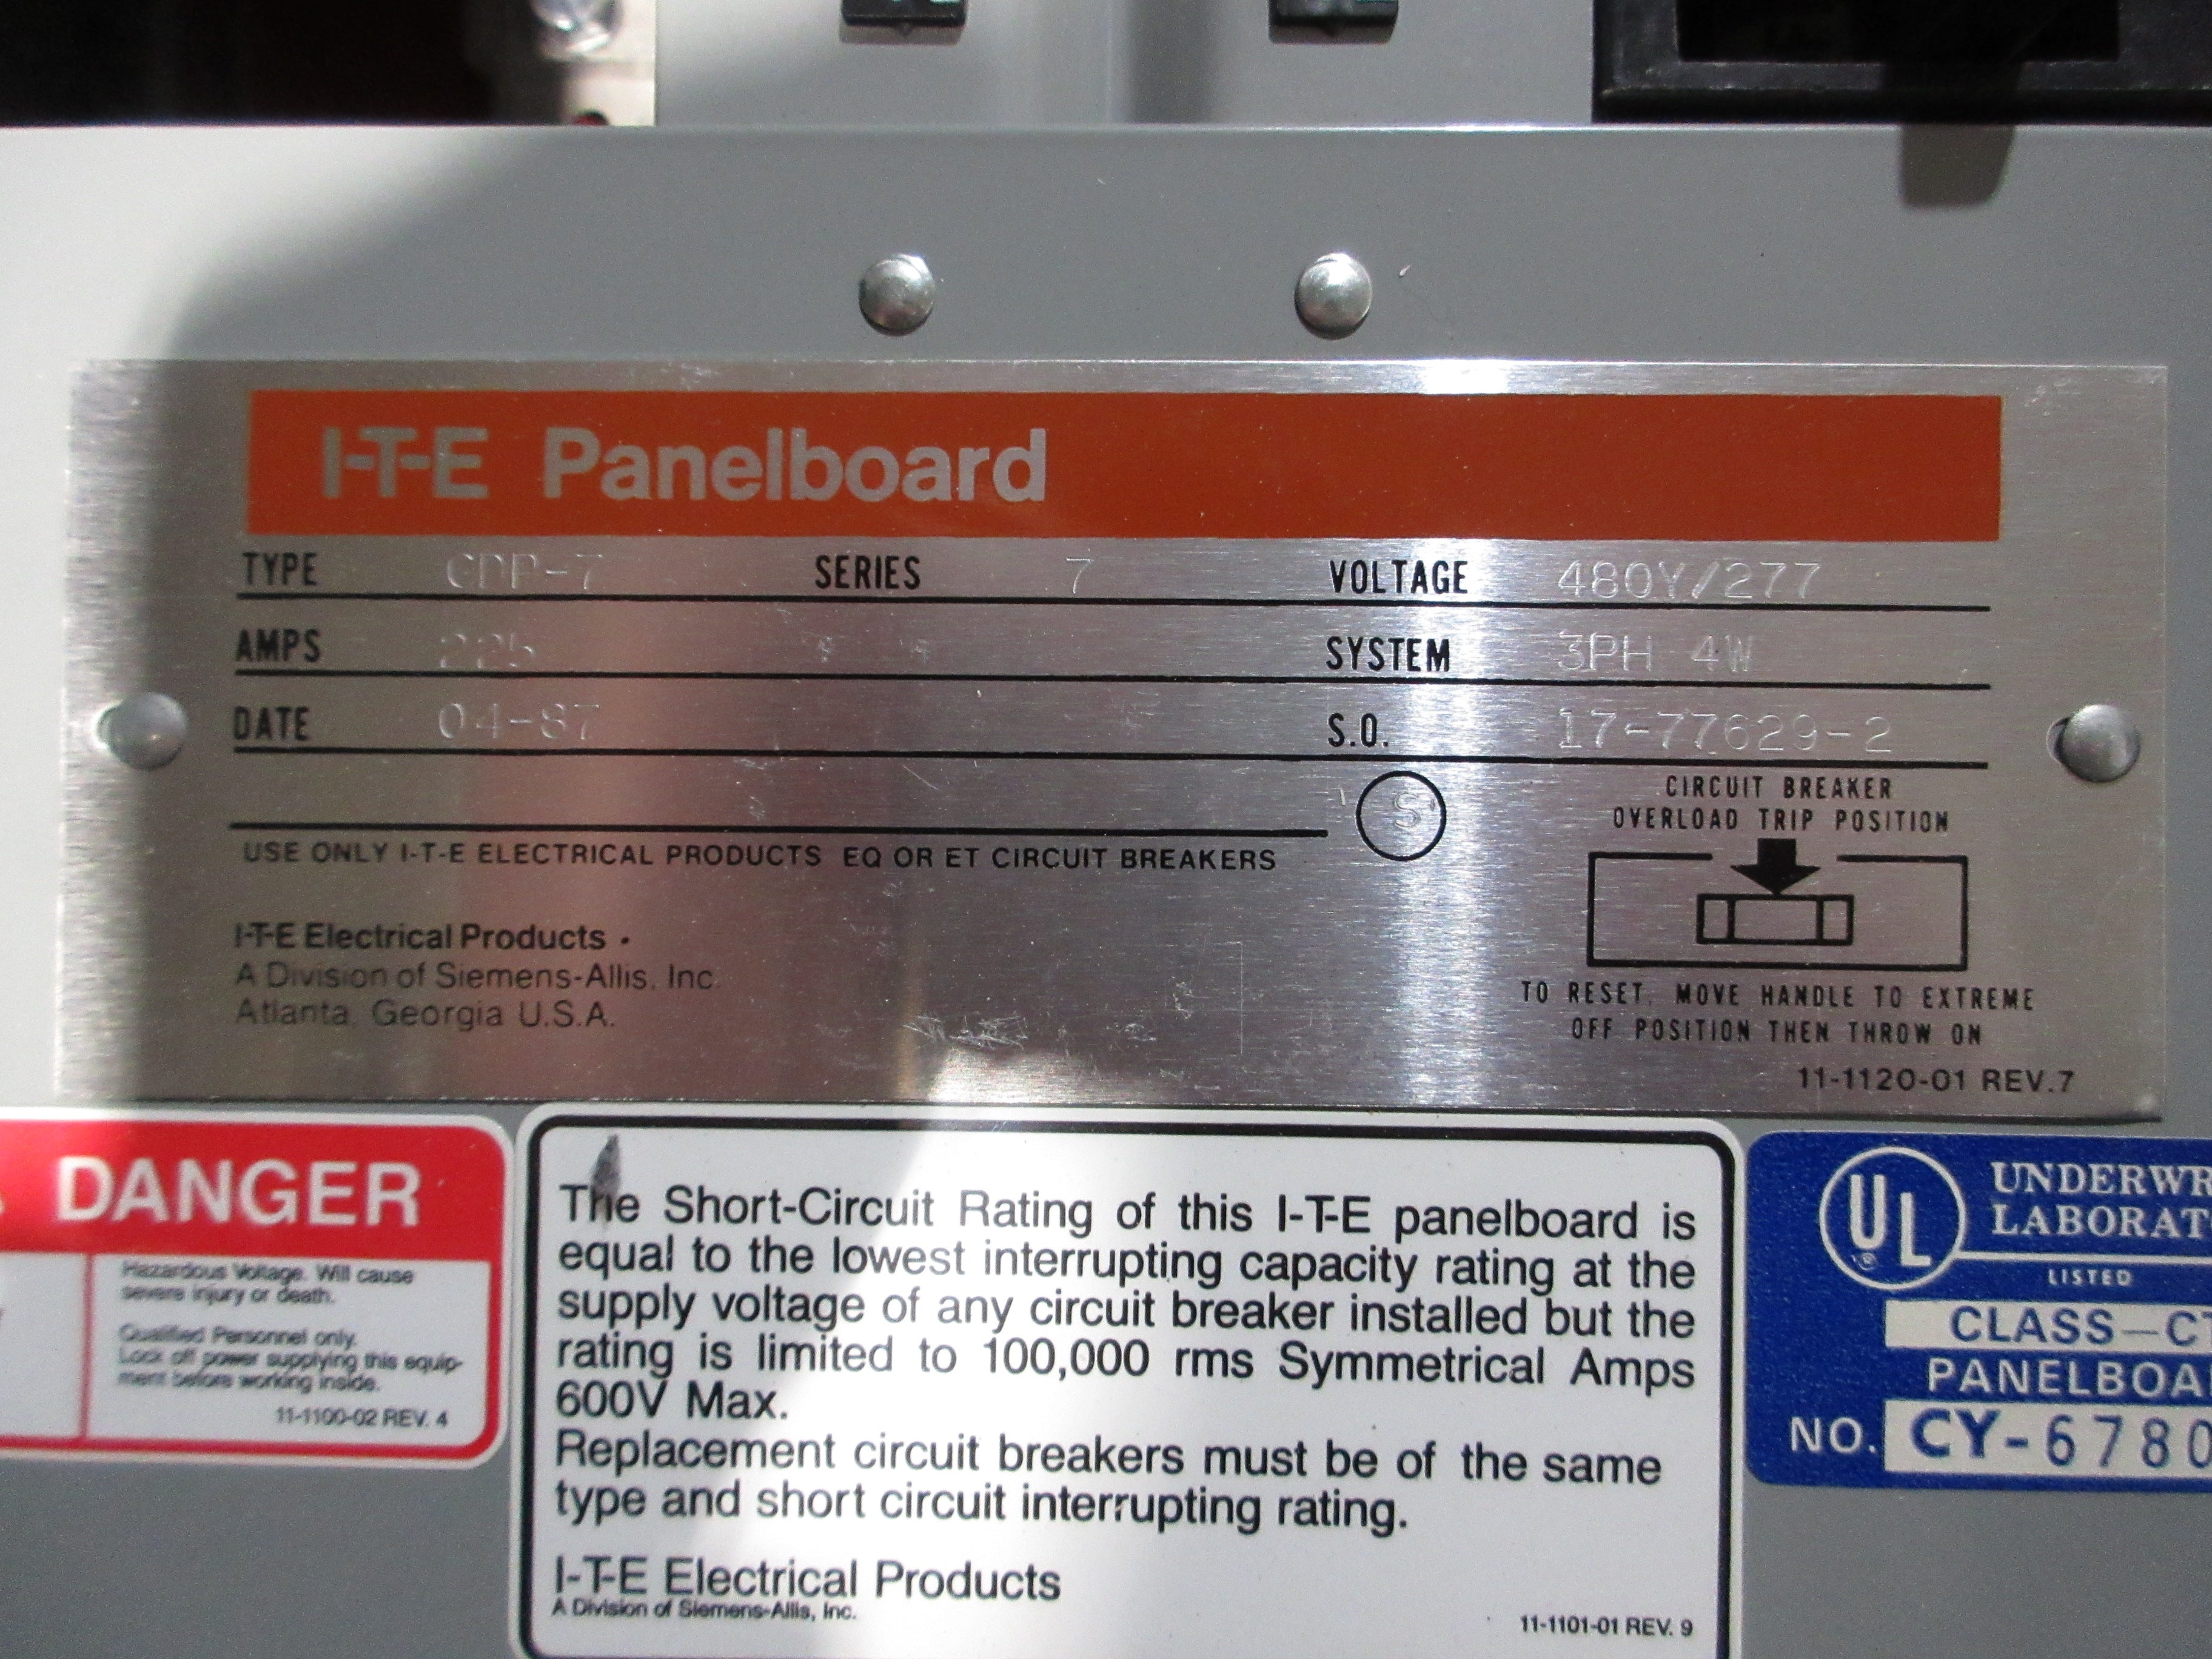 I-T-E Panelboard
TYPE CDP-7 SERIES 7 VOLTAGE 480Y/277
AMPS 225 SYSTEM 3PH 4W
DATE 04-87 S.O. 17-77629-2
S
CIRCUIT BREAKER
OVERLOAD TRIP POSITION
USE ONLY I-T-E ELECTRICAL PRODUCTS EQ OR ET CIRCUIT BREAKERS
I-T-E Electrical Products
A Division of Siemens-Allis, Inc.
Atlanta, Georgia U.S.A.
TO RESET, MOVE HANDLE TO EXTREME
OFF POSITION THEN THROW ON
11-1120-01 REV.7
DANGER
Hazardous Voltage. Will cause
severe injury or death.
Qualified Personnel only.
Lock off power supplying this equip-
ment before working inside.
11-1100-02 REV. 4
The Short-Circuit Rating of this I-T-E panelboard is
equal to the lowest interrupting capacity rating at the
supply voltage of any circuit breaker installed but the
rating is limited to 100,000 rms Symmetrical Amps
600V Max.
Replacement circuit breakers must be of the same
type and short circuit interrupting rating.
I-T-E Electrical Products
A Division of Siemens-Allis, Inc.
11-1101-01 REV. 9
UL
UNDERWR
LABORAT
LISTED
CLASS-C
PANELBOA
NO. CY-6780